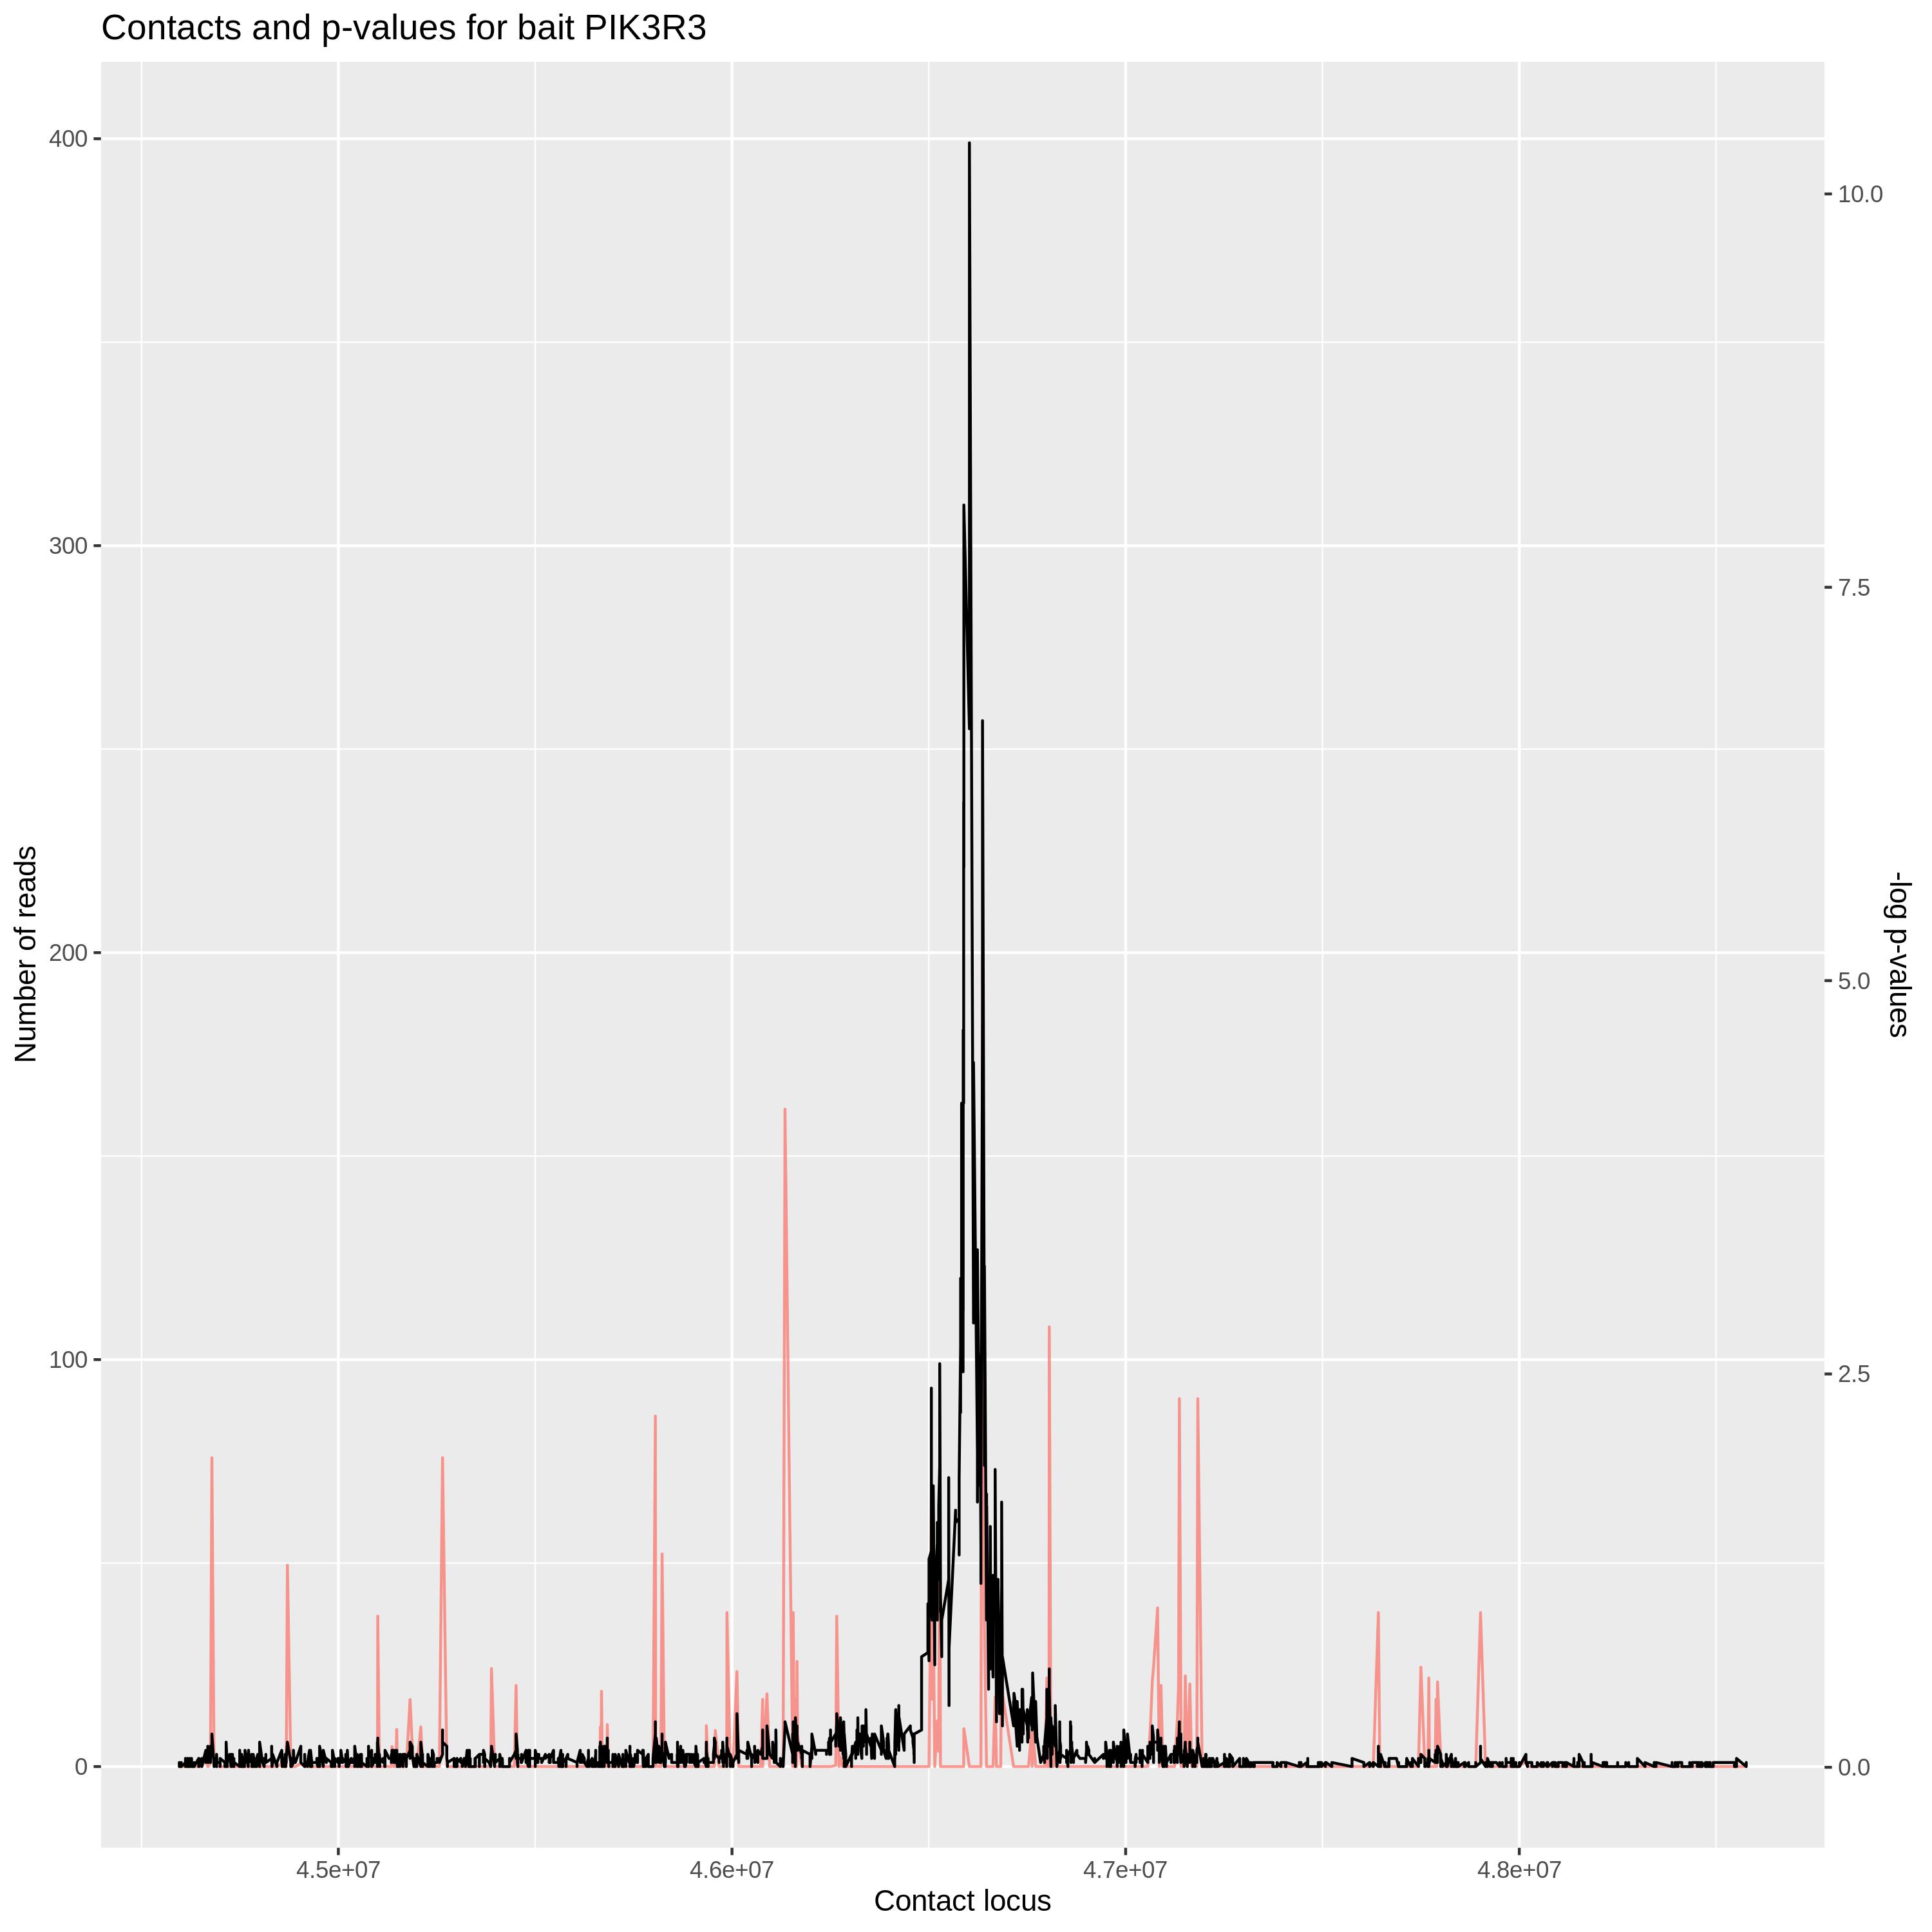 Contacts and p-values for bait PIK3R3
400
300
200
100
0
Number of reads
10.0
7.5
5.0
2.5
0.0
-log p-values
4.5e+07 4.6e+07 4.7e+07 4.8e+07
Contact locus